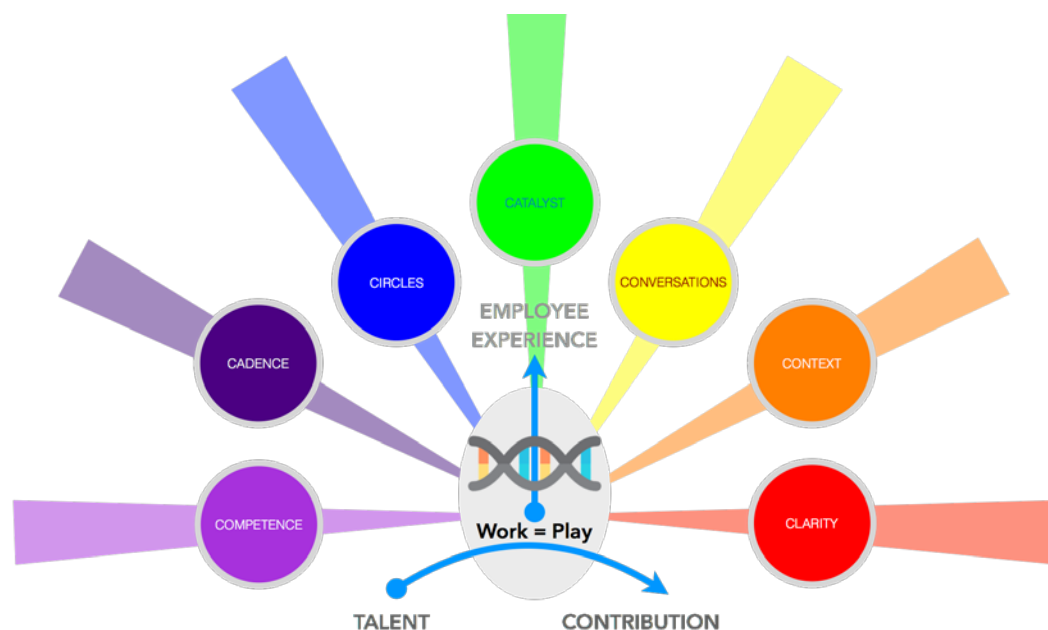 CATALYST
CIRCLES
CONVERSATIONS
EMPLOYEE
EXPERIENCE
CADENCE
CONTEXT
COMPETENCE
Work = Play
CLARITY
TALENT
CONTRIBUTION